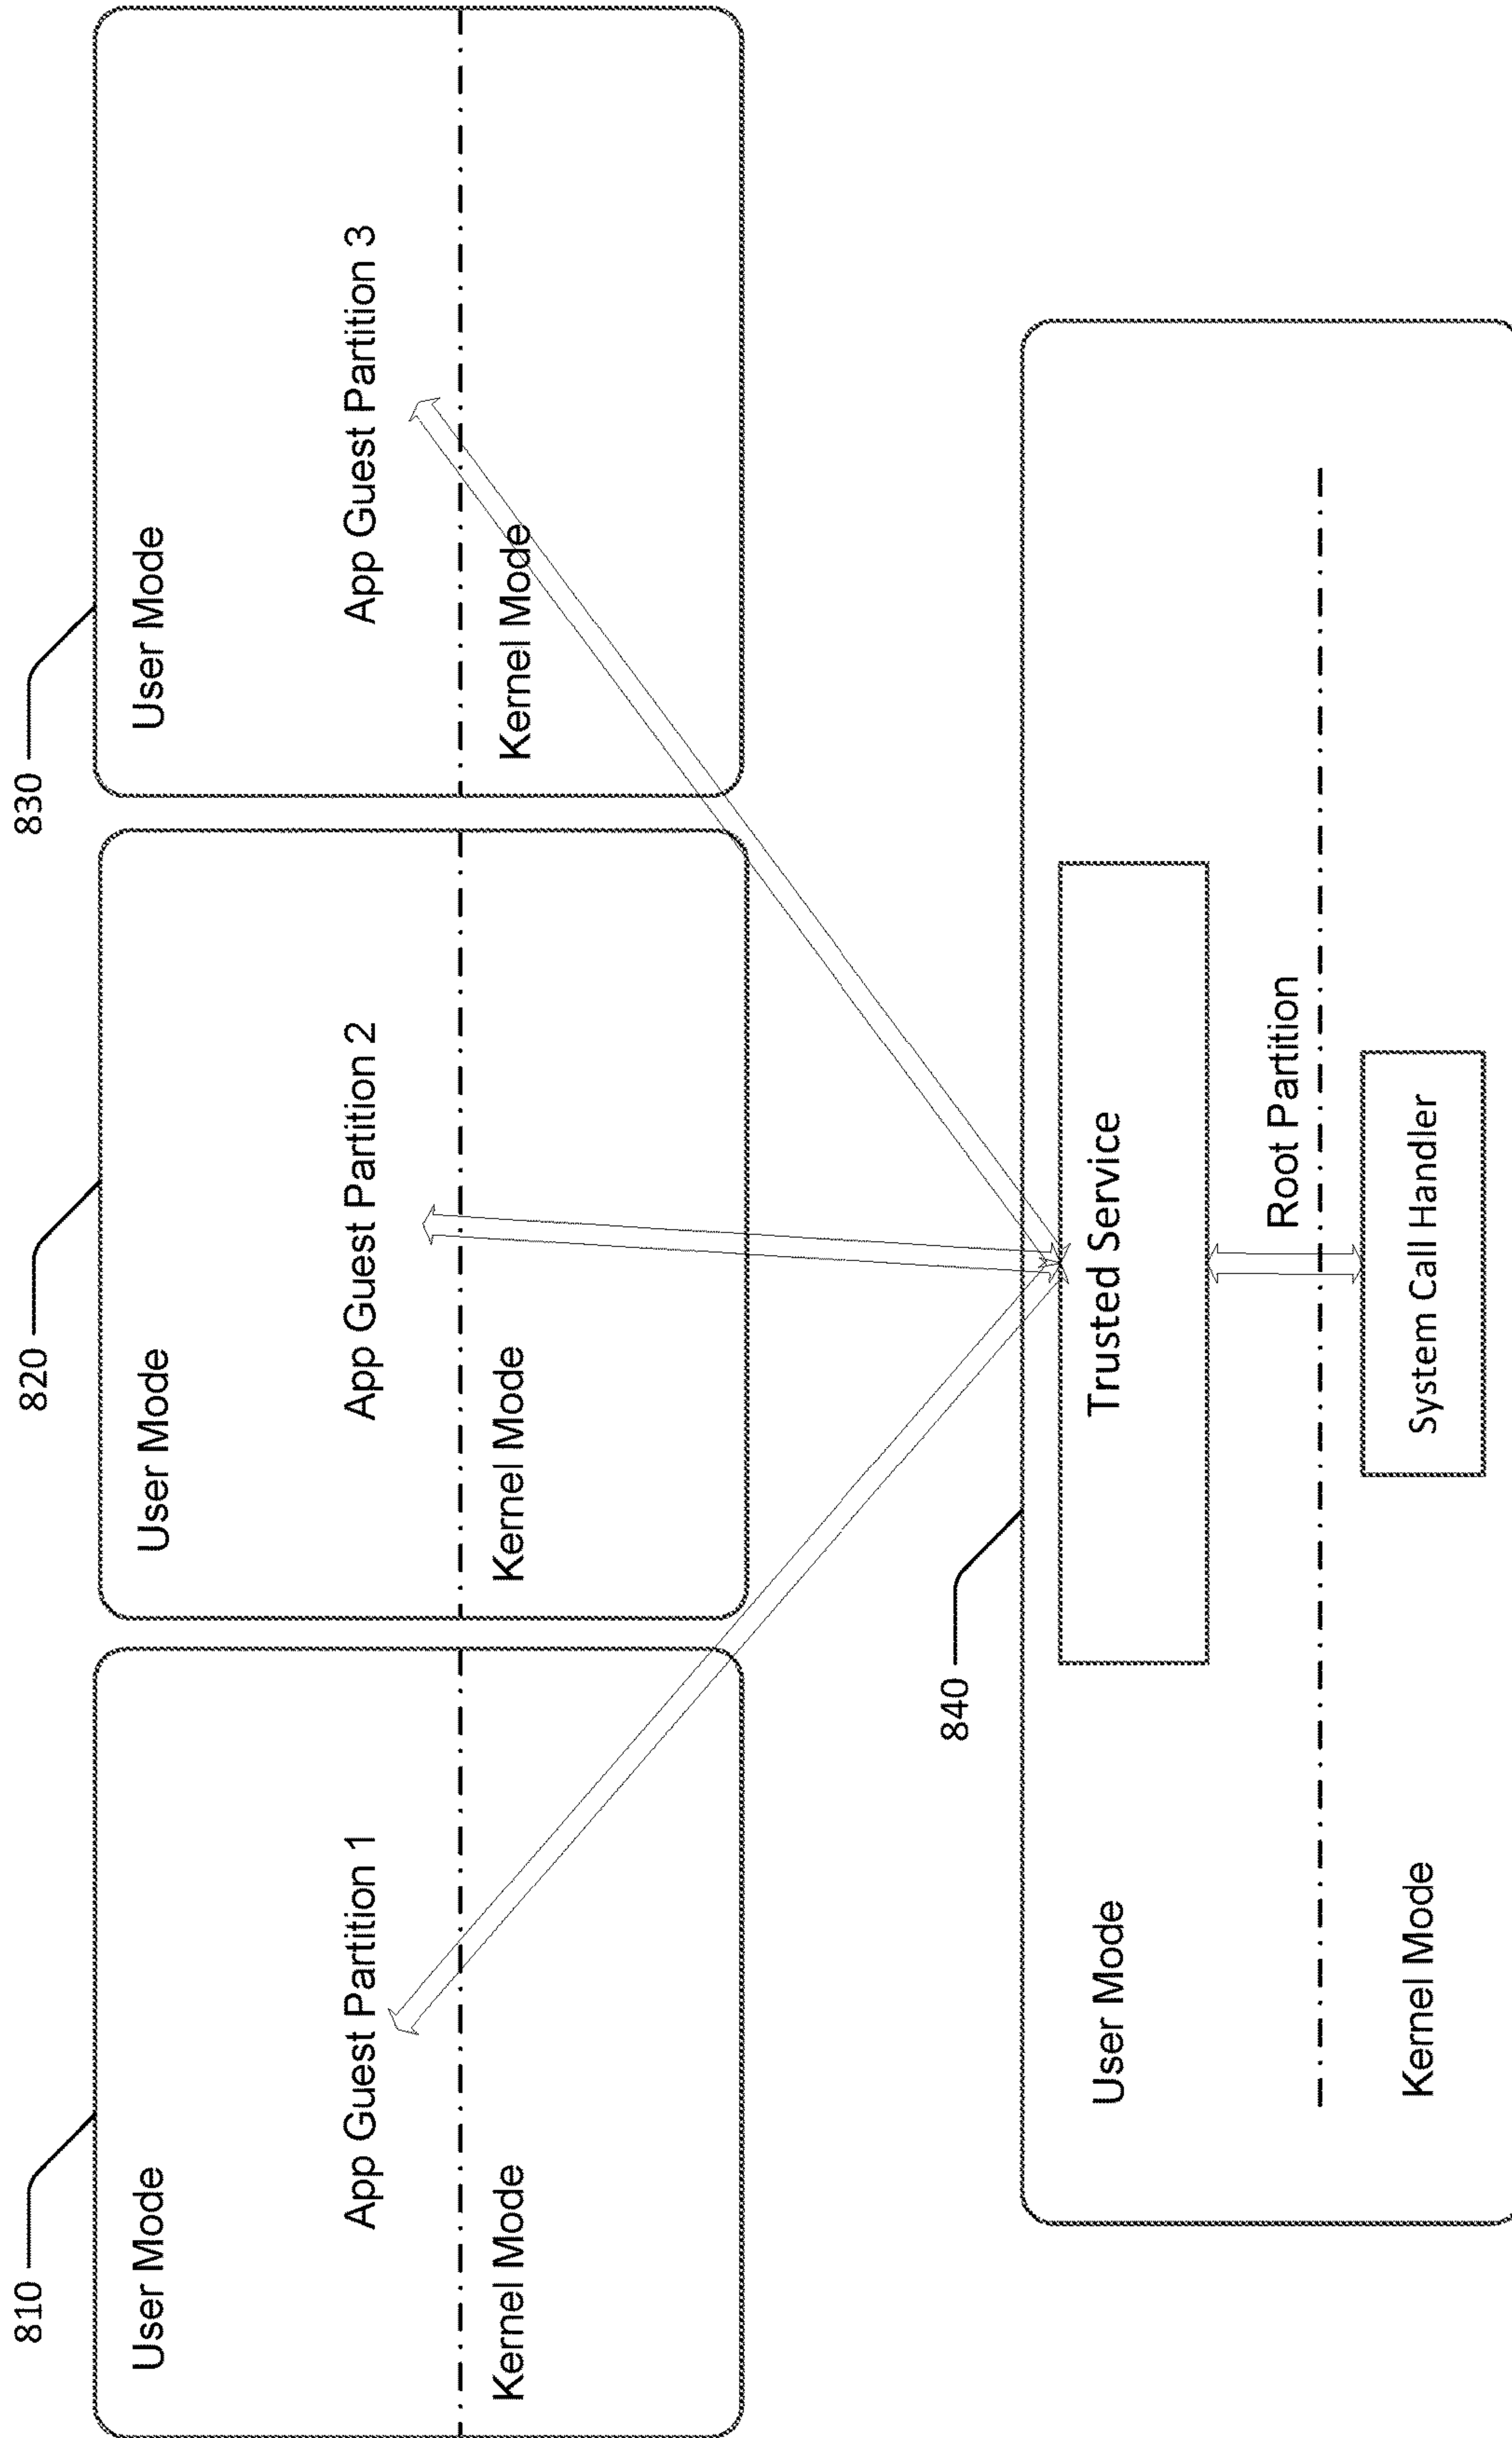 810
820
830
User Mode
User Mode
User Mode
App Guest Partition 1
App Guest Partition 2
App Guest Partition 3
Kernel Mode
Kernel Mode
Kernel Mode
840
User Mode
Trusted Service
Root Partition
Kernel Mode
System Call Handler